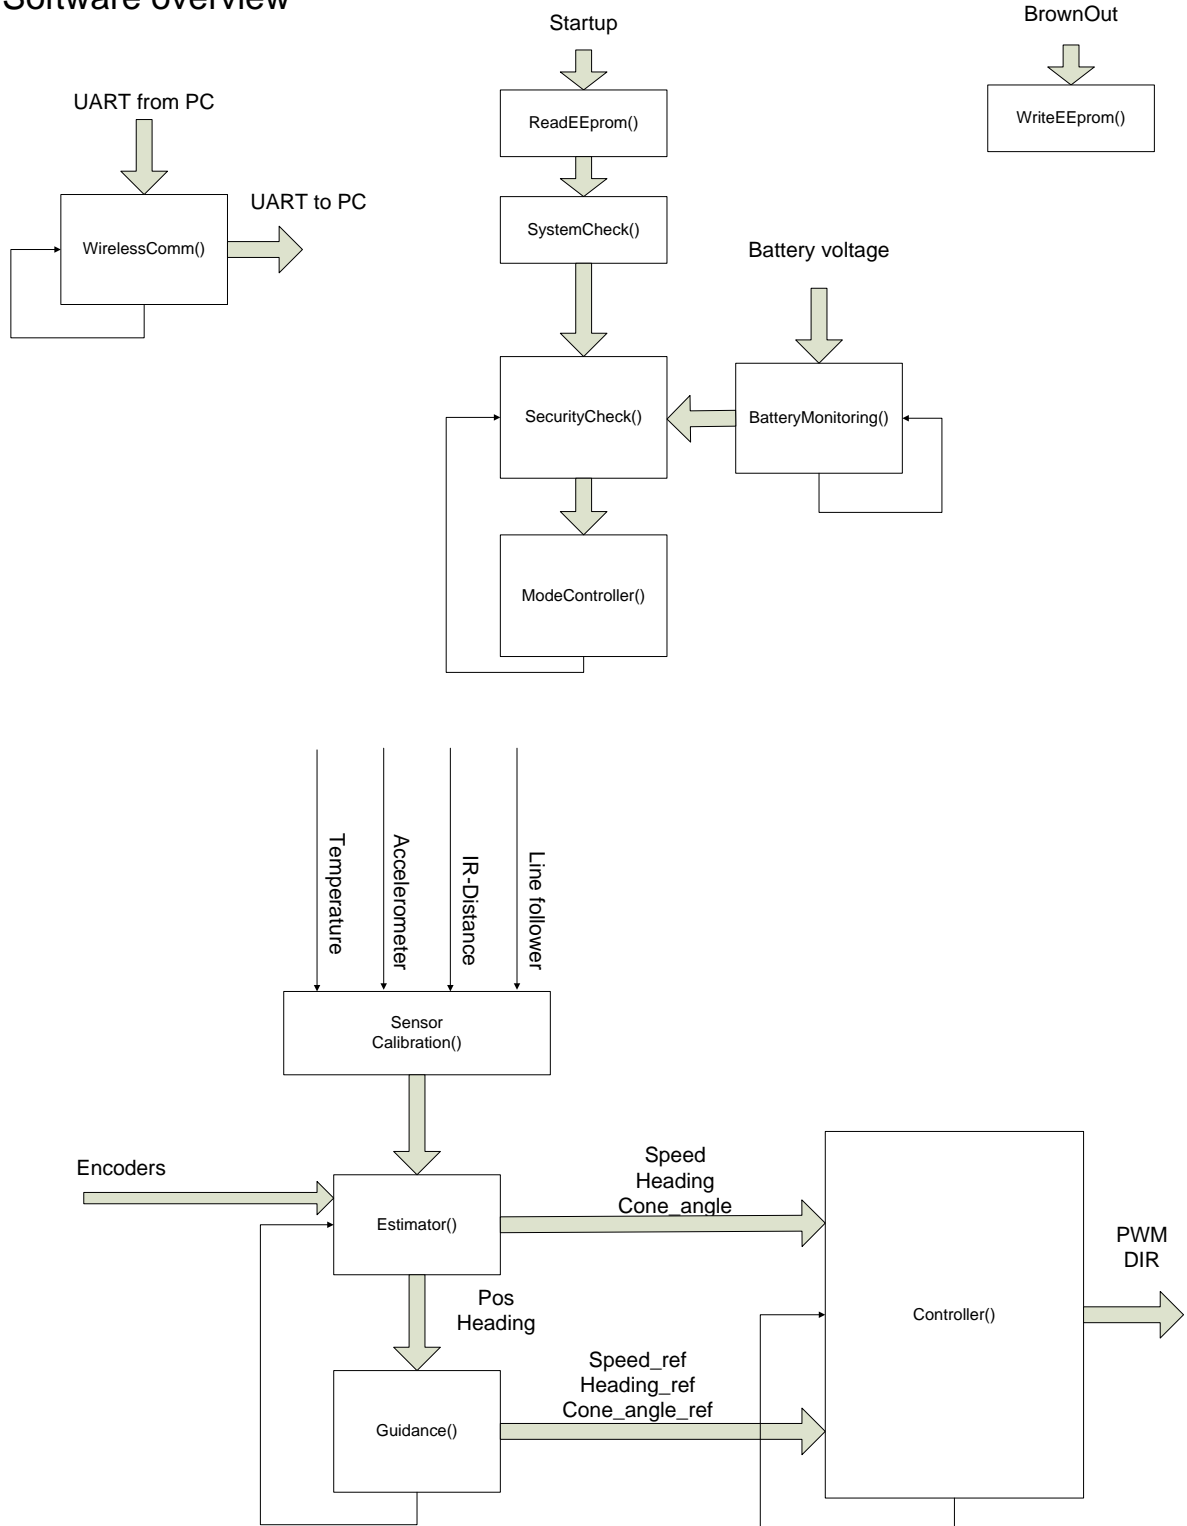 Software overview
Startup
BrownOut
UART from PC
ReadEEprom()
WriteEEprom()
UART to PC
SystemCheck()
WirelessComm()
Battery voltage
SecurityCheck()
BatteryMonitoring()
ModeController()
Temperature
Accelerometer
IR-Distance
Line follower
Sensor
Calibration()
Encoders
Speed
Heading
Cone_angle
Estimator()
PWM
DIR
Pos
Heading
Controller()
Speed_ref
Heading_ref
Cone_angle_ref
Guidance()